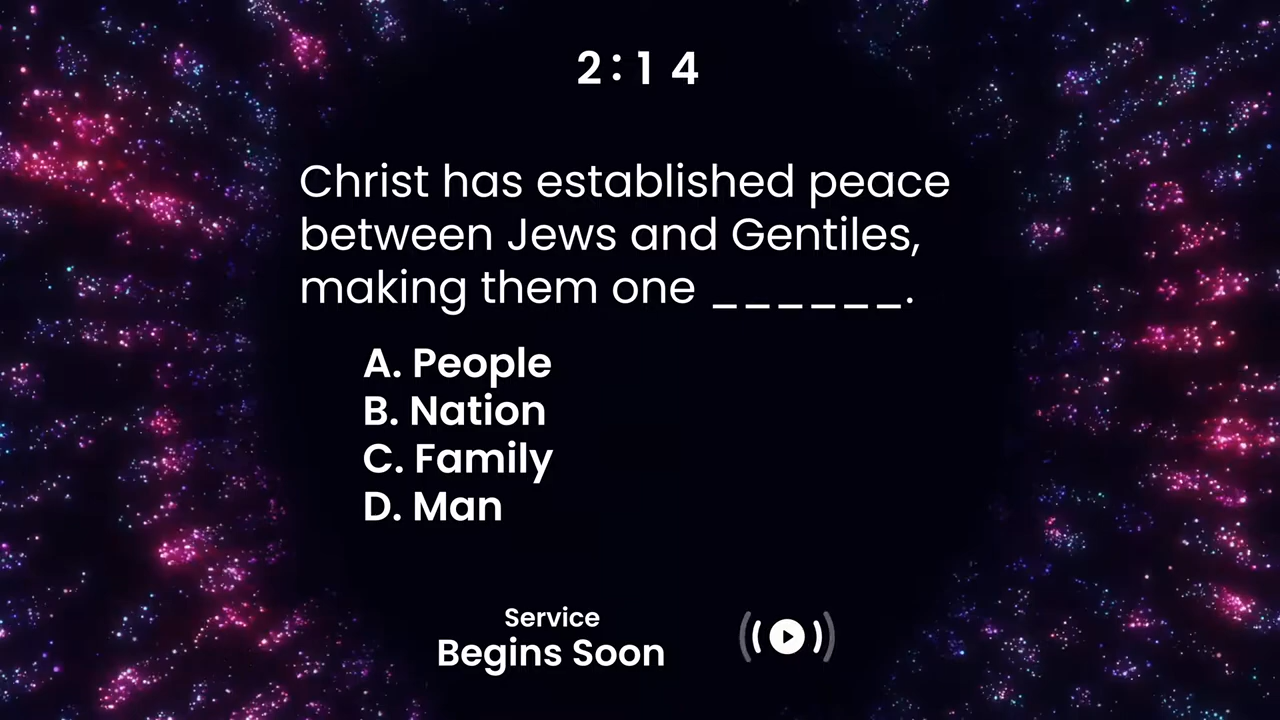 2:14
Christ has established peace
between Jews and Gentiles,
making them one ______.
A. People
B. Nation
C. Family
D. Man
Service
Begins Soon